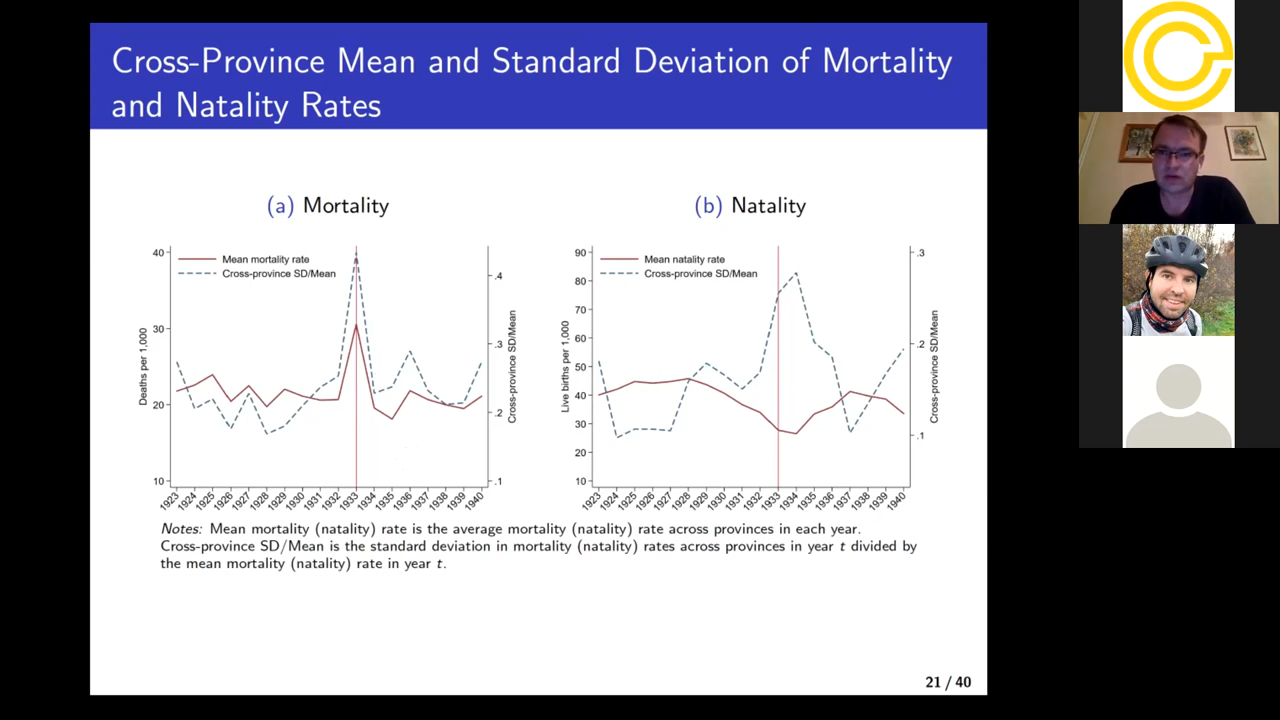 Cross-Province Mean and Standard Deviation of Mortality
and Natality Rates
(a) Mortality
40
30
20
10
Deaths per 1,000
Mean mortality rate
Cross-province SD/Mean
.4
.3
.2
.1
Cross-province SD/Mean
1923 1924 1925 1926 1927 1928 1929 1930 1931 1932 1933 1934 1935 1936 1937 1938 1939 1940
(b) Natality
90
80
70
60
50
40
30
20
10
Live births per 1,000
Mean natality rate
Cross-province SD/Mean
.3
.2
.1
Cross-province SD/Mean
1923 1924 1925 1926 1927 1928 1929 1930 1931 1932 1933 1934 1935 1936 1937 1938 1939 1940
Notes: Mean mortality (natality) rate is the average mortality (natality) rate across provinces in each year.
Cross-province SD/Mean is the standard deviation in mortality (natality) rates across provinces in year t divided by
the mean mortality (natality) rate in year t.
21 / 40